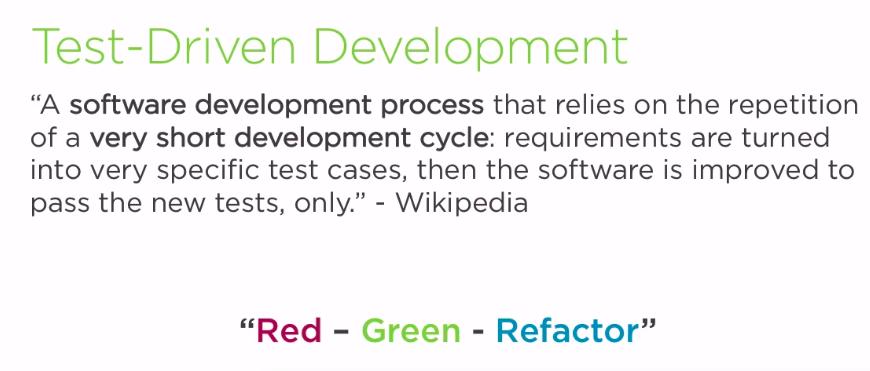 Test-Driven Development
“A software development process that relies on the repetition
of a very short development cycle: requirements are turned
into very specific test cases, then the software is improved to
pass the new tests, only.” - Wikipedia
“Red – Green - Refactor”